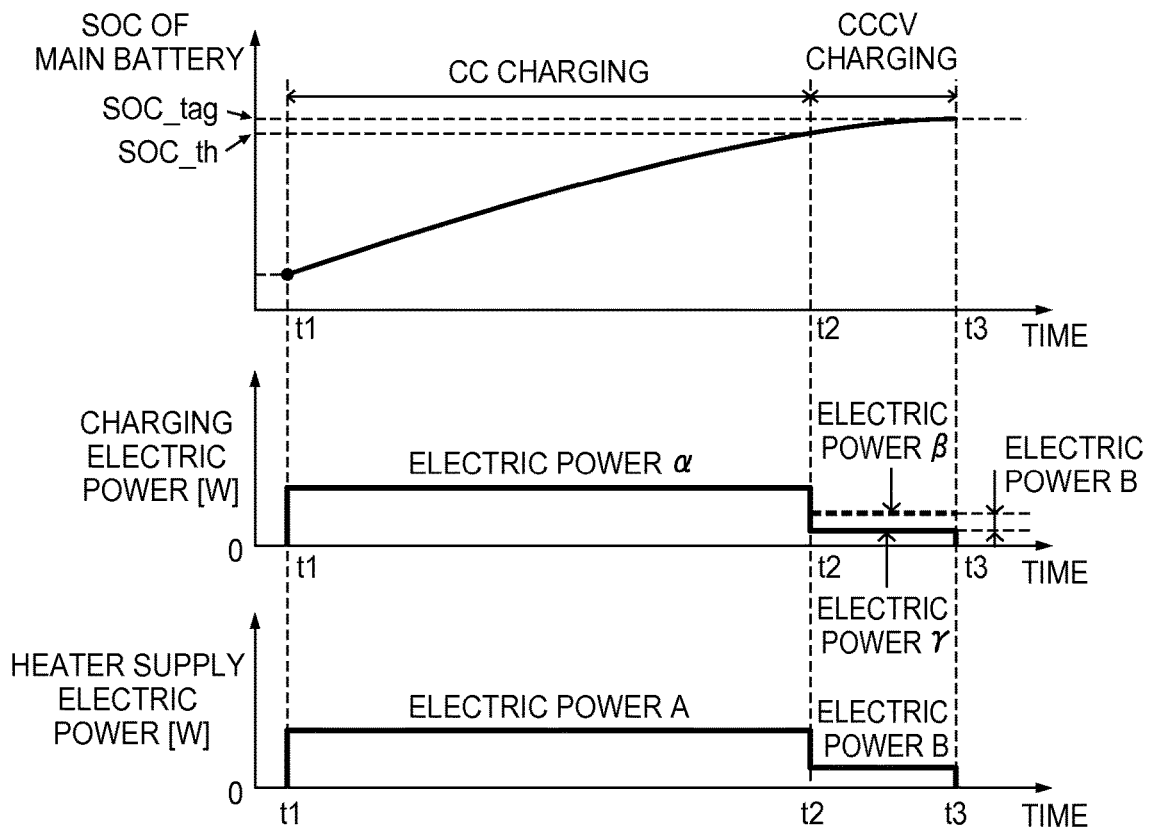 SOC OF
MAIN BATTERY
CC CHARGING
CCCV
CHARGING
SOC_tag
SOC_th
t1
t2
t3
TIME
CHARGING
ELECTRIC
POWER [W]
ELECTRIC POWER α
ELECTRIC
POWER β
ELECTRIC
POWER B
0
t1
t2
t3
TIME
ELECTRIC
POWER γ
HEATER SUPPLY
ELECTRIC
POWER [W]
ELECTRIC POWER A
ELECTRIC
POWER B
0
t1
t2
t3
TIME